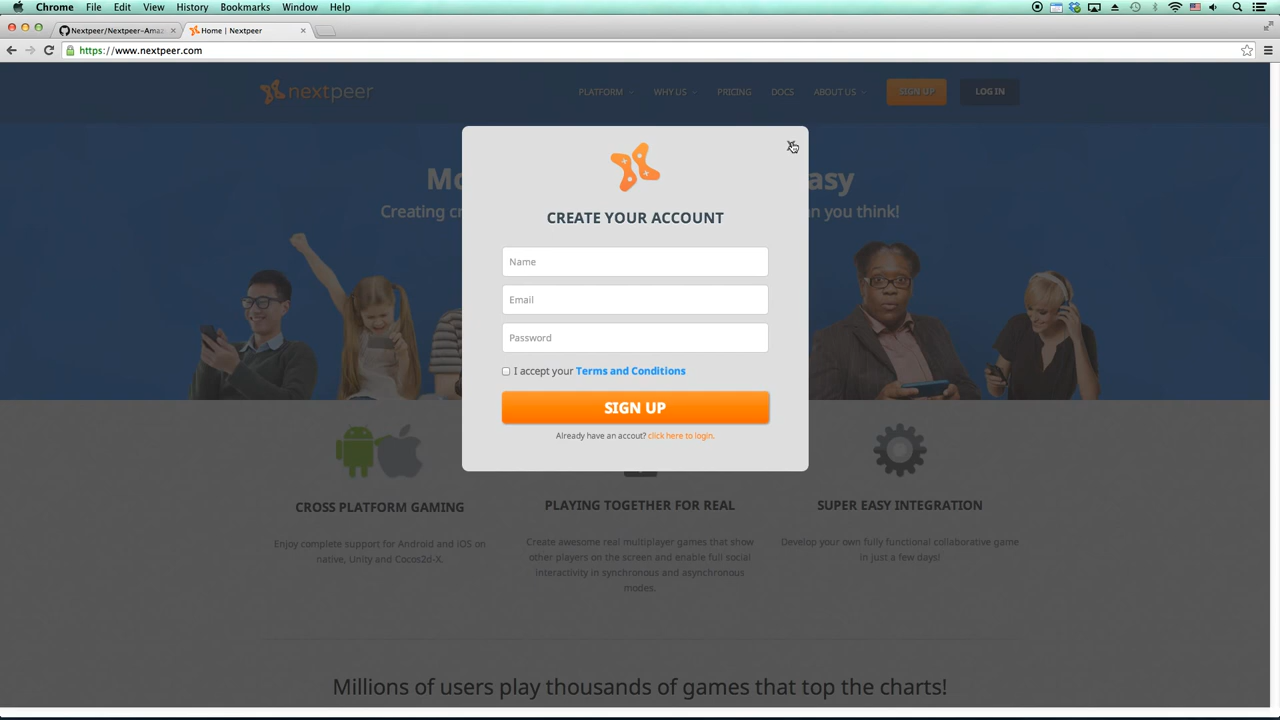 Chrome File Edit View History Bookmarks Window Help
Nextpeer/Nextpeer-Amaz
Home | Nextpeer
https://www.nextpeer.com
nextpeer
PLATFORM WHY US PRICING DOCS ABOUT US SIGN UP LOG IN
CREATE YOUR ACCOUNT
Name
Email
Password
I accept your Terms and Conditions
SIGN UP
Already have an accout? click here to login.
CROSS PLATFORM GAMING
Enjoy complete support for Android and iOS on
native, Unity and Cocos2d-X.
PLAYING TOGETHER FOR REAL
Create awesome real multiplayer games that show
other players on the screen and enable full social
interactivity in synchronous and asynchronous
modes.
SUPER EASY INTEGRATION
Develop your own fully functional collaborative game
in just a few days!
Millions of users play thousands of games that top the charts!